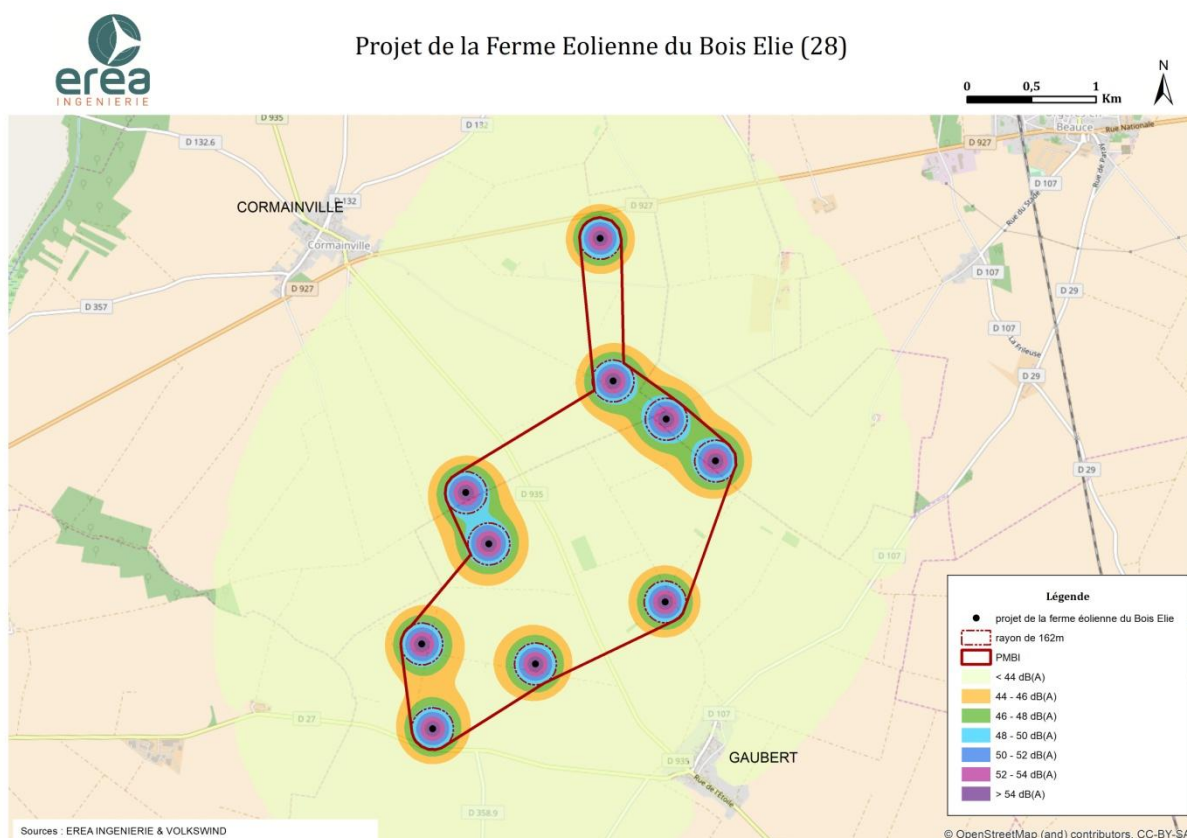 erea
INGENIERIE
Projet de la Ferme Eolienne du Bois Elie (28)
0 0,5 1
Km
N
D 935
D 132
D 132.6
D 927
Beauce
Rue Nationale
D 107
Rue du Stade
CORMAINVILLE
D 132
Cormainville
D 927
D 927
D 357
D 107
D 29
D 107
La Frileuse
D 29
D 29
D 935
D 107
D 27
D 107
D 935
GAUBERT
Rue de l'Étoile
D 358.9
Légende
projet de la ferme éolienne du Bois Elie
rayon de 162m
PMBI
< 44 dB(A)
44 - 46 dB(A)
46 - 48 dB(A)
48 - 50 dB(A)
50 - 52 dB(A)
52 - 54 dB(A)
> 54 dB(A)
Sources : EREA INGENIERIE & VOLKSWIND
© OpenStreetMap (and) contributors, CC-BY-SA